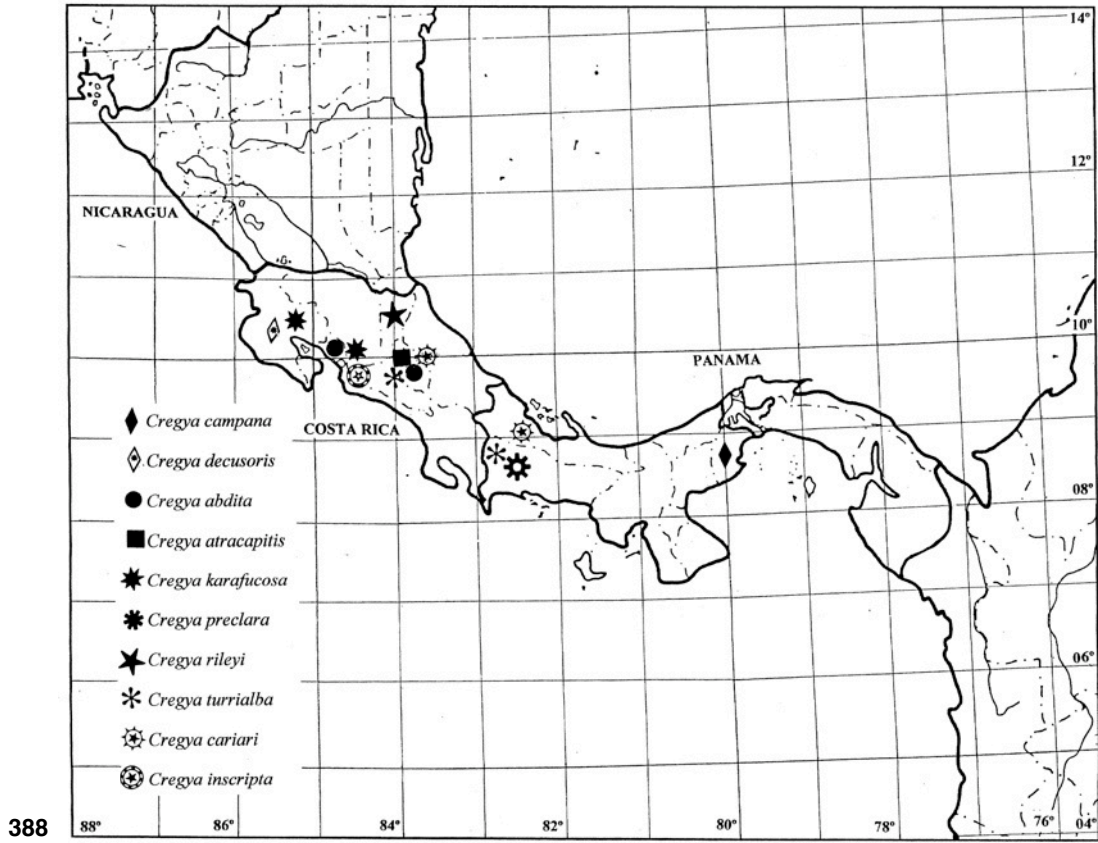 14°
12°
NICARAGUA
10°
PANAMA
COSTA RICA
08°
06°
Cregya campana
Cregya decusoris
Cregya abdita
Cregya atracapitis
Cregya karafucosa
Cregya preclara
Cregya rileyi
Cregya turrialba
Cregya cariari
Cregya inscripta
388
88° 86° 84° 82° 80° 78° 76° 04°